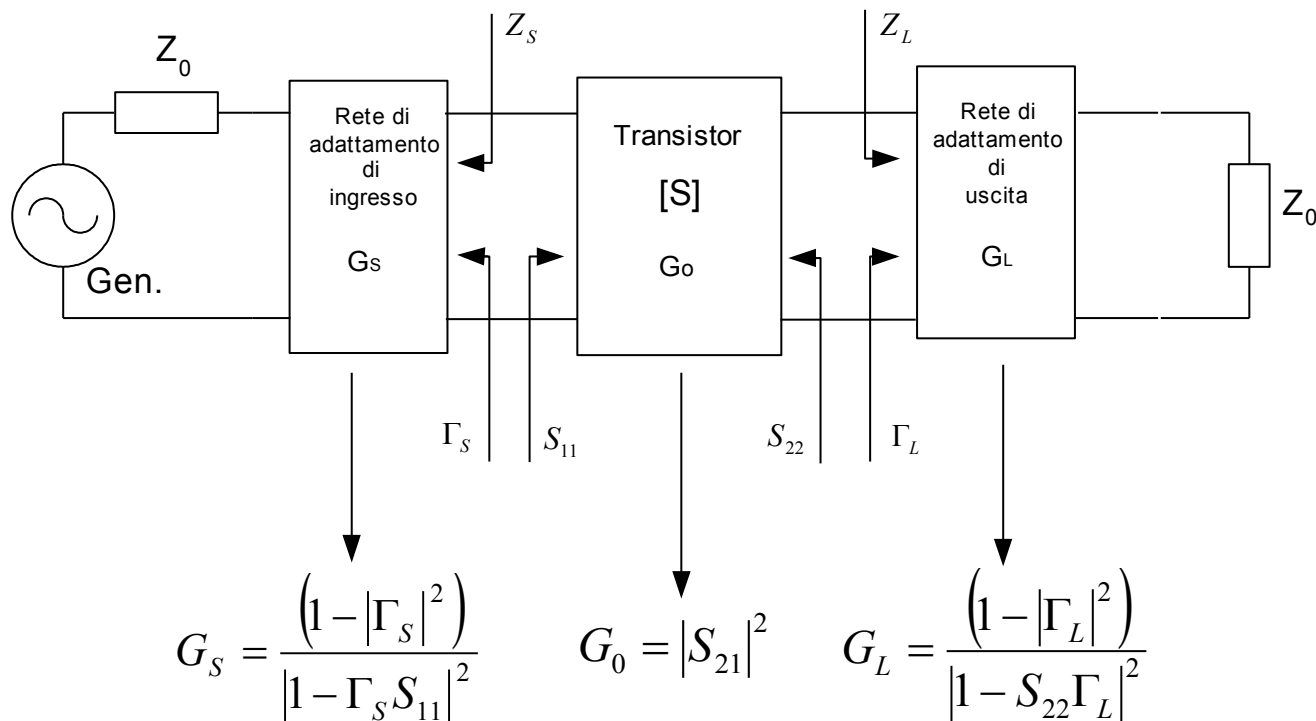 Z_S
Z_L
Z_0
Rete di
adattamento
di
ingresso
G_S
Transistor
[S]
G_o
Rete di
adattamento
di
uscita
G_L
Z_0
Gen.
Γ_S
S_11
S_22
Γ_L
G_S = (1-|Γ_S|^2) / |1-Γ_S S_11|^2
G_0 = |S_21|^2
G_L = (1-|Γ_L|^2) / |1-S_22 Γ_L|^2